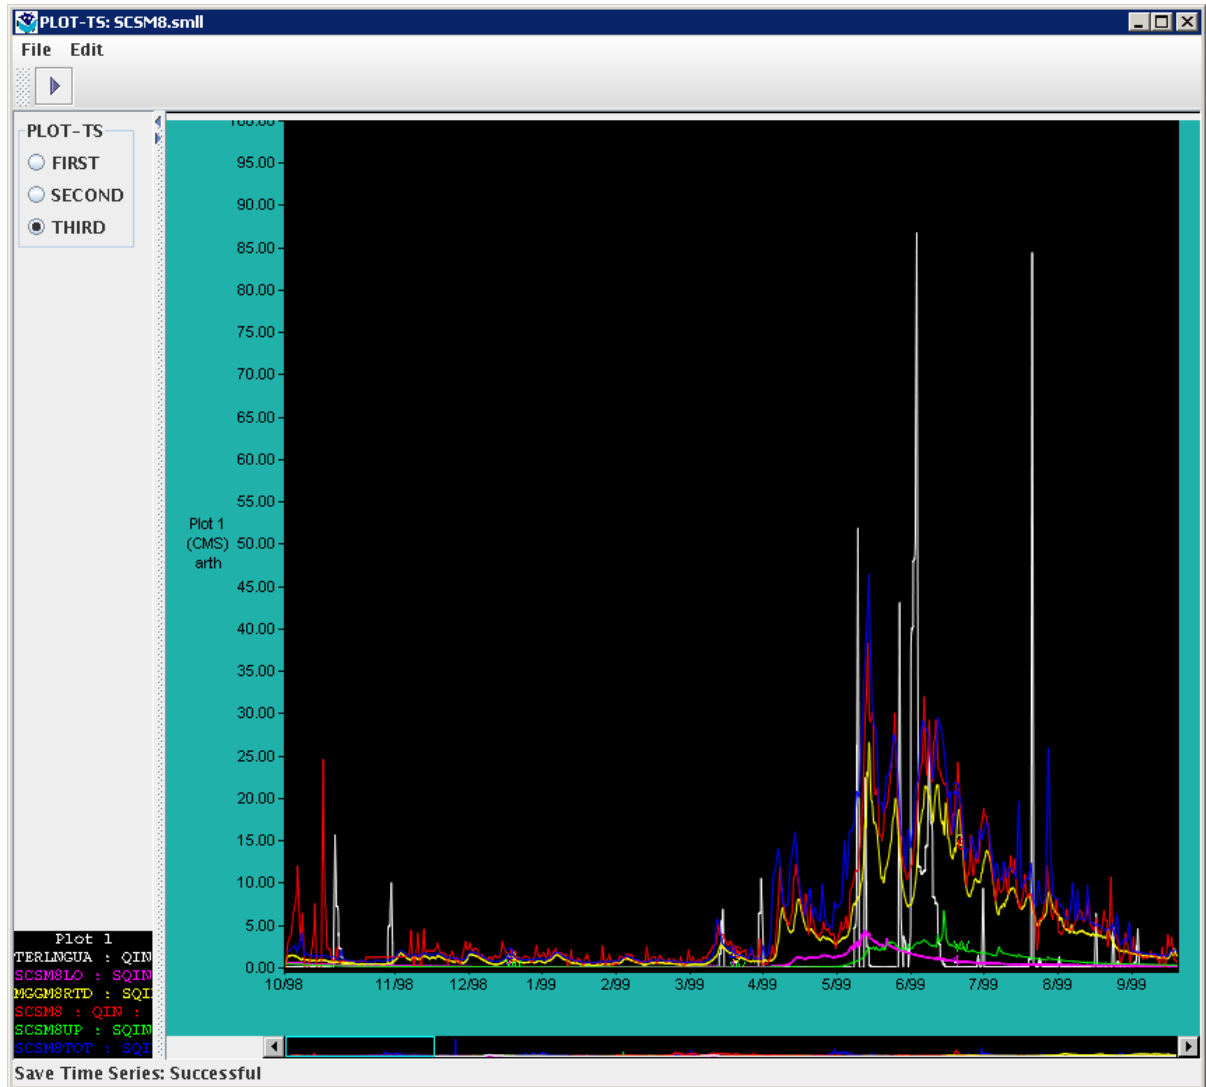 PLOT-TS: SCSM8.smll
File Edit
PLOT-TS
FIRST
SECOND
THIRD
100.00
95.00
90.00
85.00
80.00
75.00
70.00
65.00
60.00
55.00
Plot 1
(CMS) 50.00
arth
45.00
40.00
35.00
30.00
25.00
20.00
15.00
10.00
5.00
0.00
10/98 11/98 12/98 1/99 2/99 3/99 4/99 5/99 6/99 7/99 8/99 9/99
Plot 1
TERLNGUA : QIN
SCSM8LO : SQIN
MGGM8RTD : SQI
SCSM8 : QIN :
SCSM8UP : SQIN
SCSM8TOT : SQI
Save Time Series: Successful